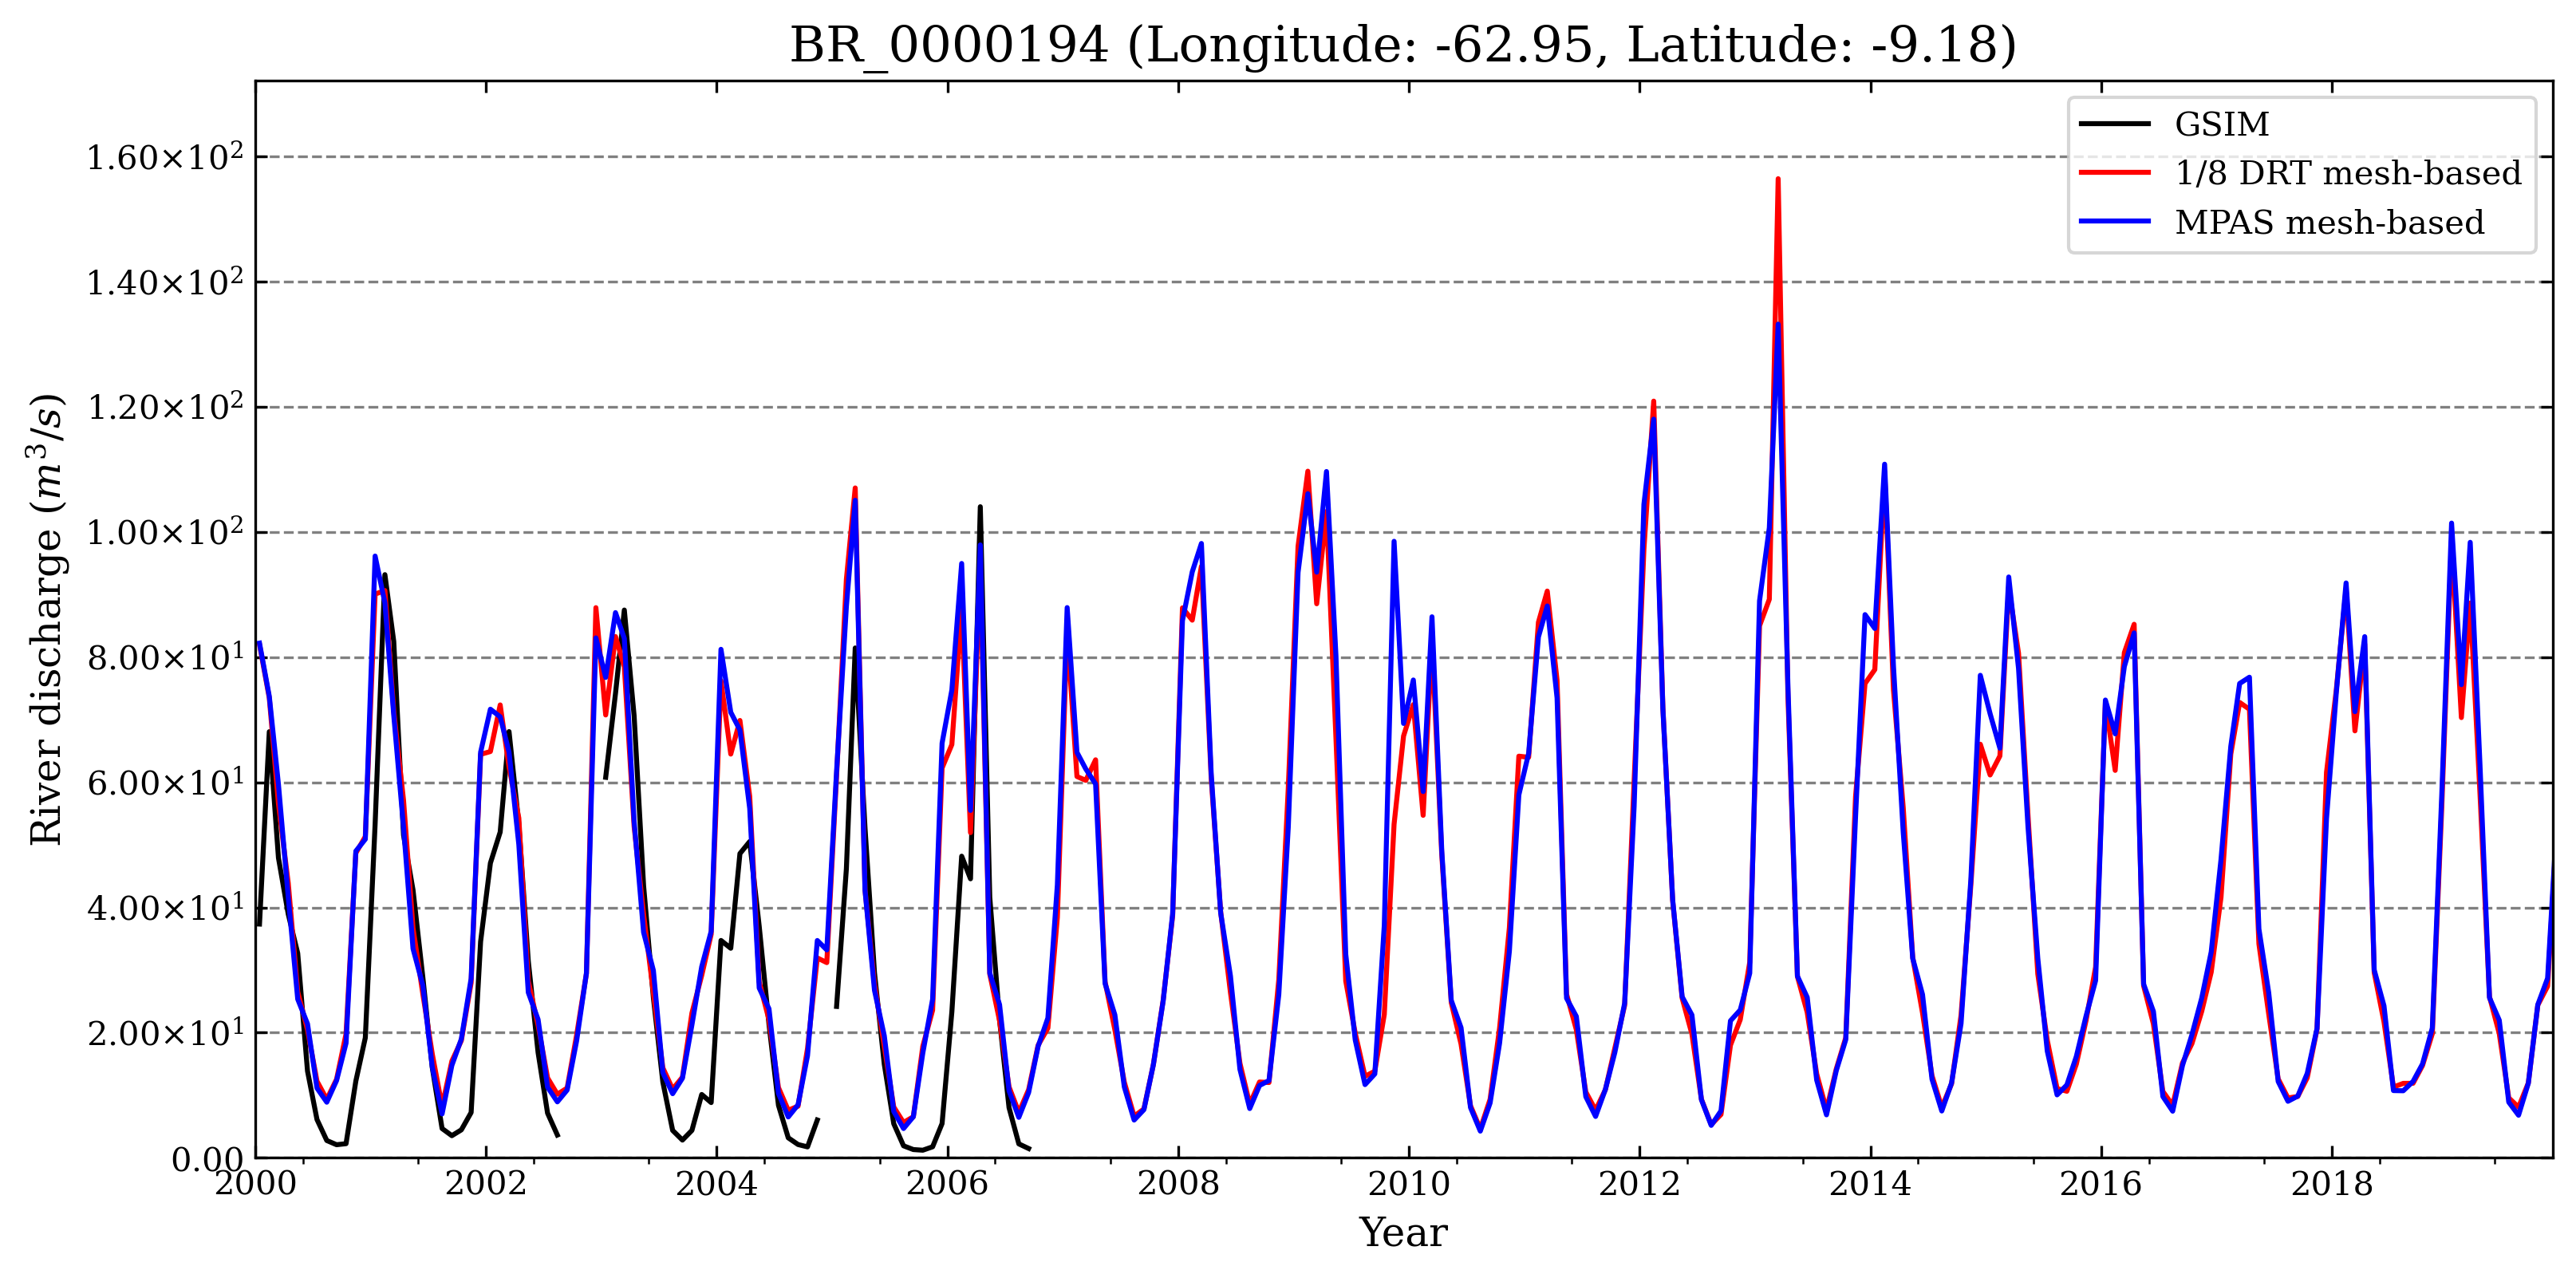 BR_0000194 (Longitude: -62.95, Latitude: -9.18)
GSIM
1/8 DRT mesh-based
MPAS mesh-based
River discharge (m³/s)
1.60×10²
1.40×10²
1.20×10²
1.00×10²
8.00×10¹
6.00×10¹
4.00×10¹
2.00×10¹
0.00
2000 2002 2004 2006 2008 2010 2012 2014 2016 2018
Year